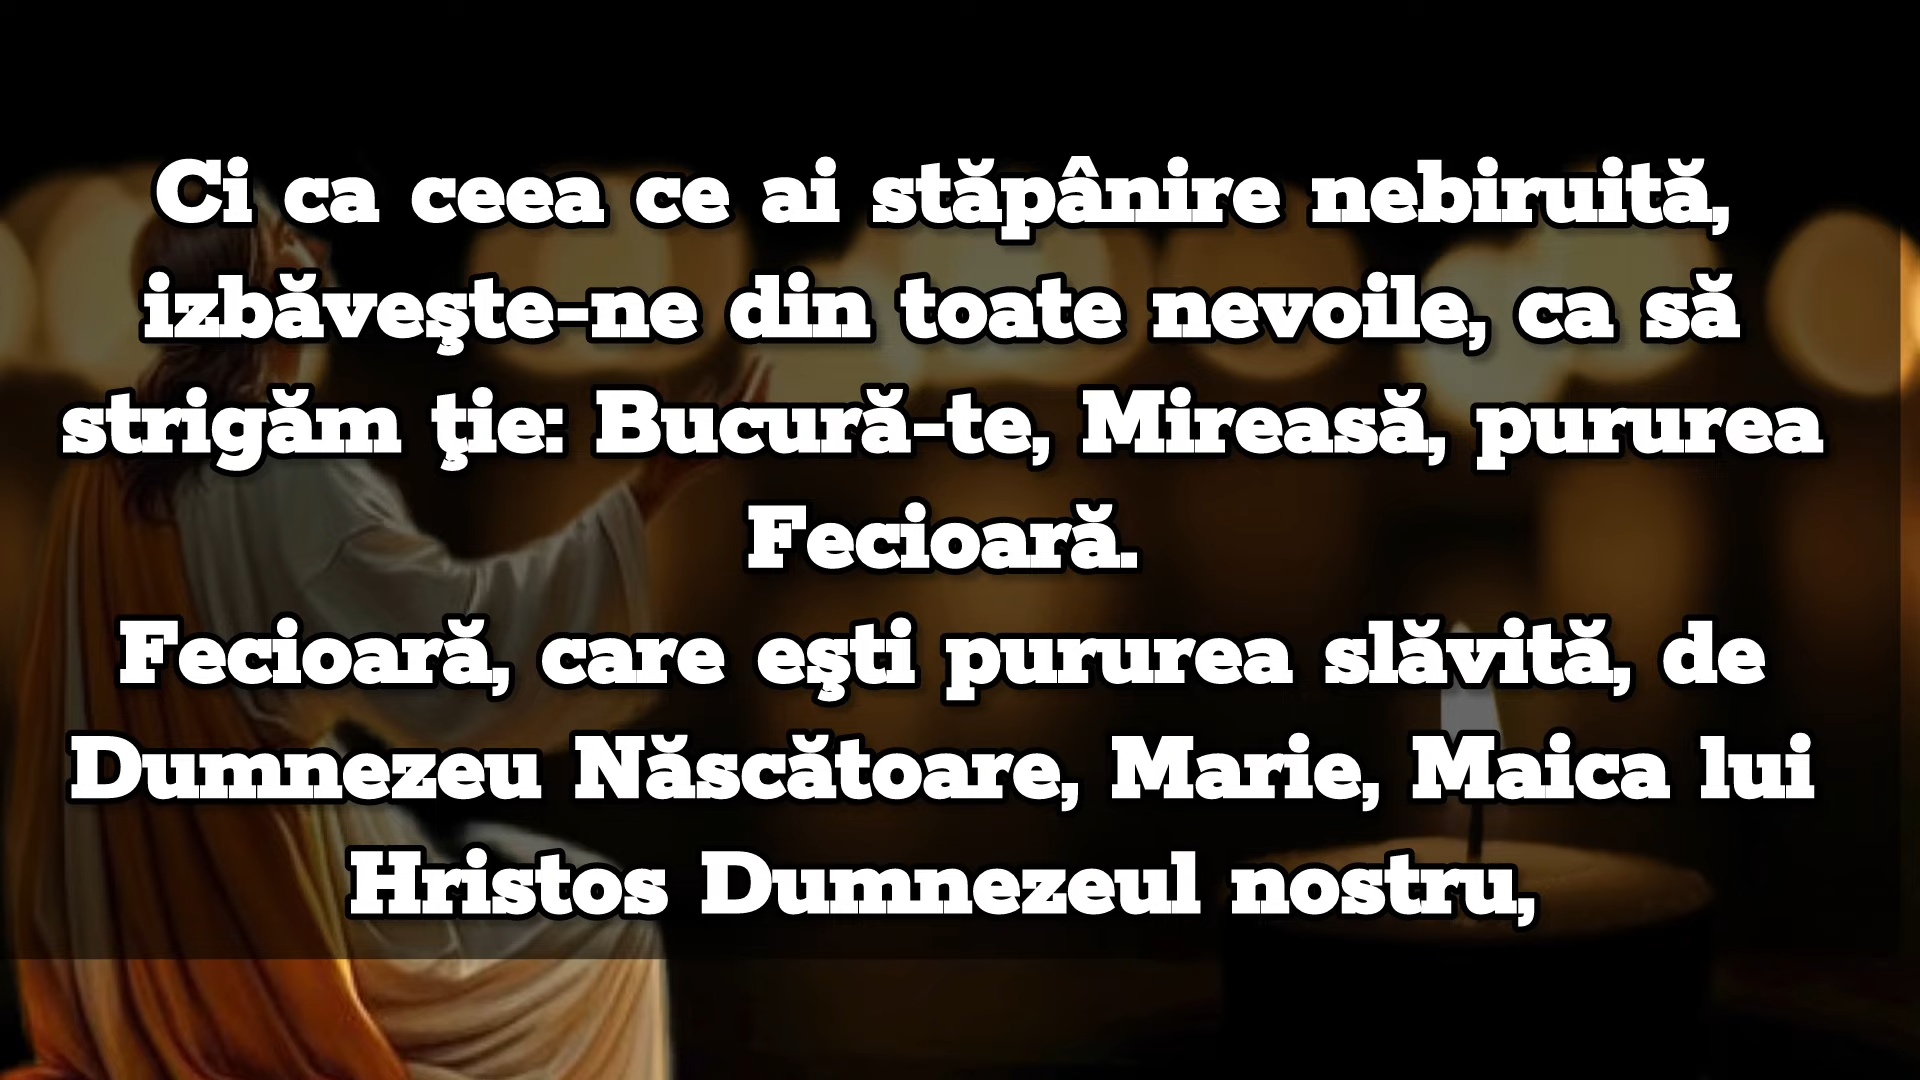 Ci ca ceea ce ai stăpânire nebiruită,
izbăveşte-ne din toate nevoile, ca să
strigăm ţie: Bucură-te, Mireasă, pururea
Fecioară.
Fecioară, care eşti pururea slăvită, de
Dumnezeu Născătoare, Marie, Maica lui
Hristos Dumnezeul nostru,